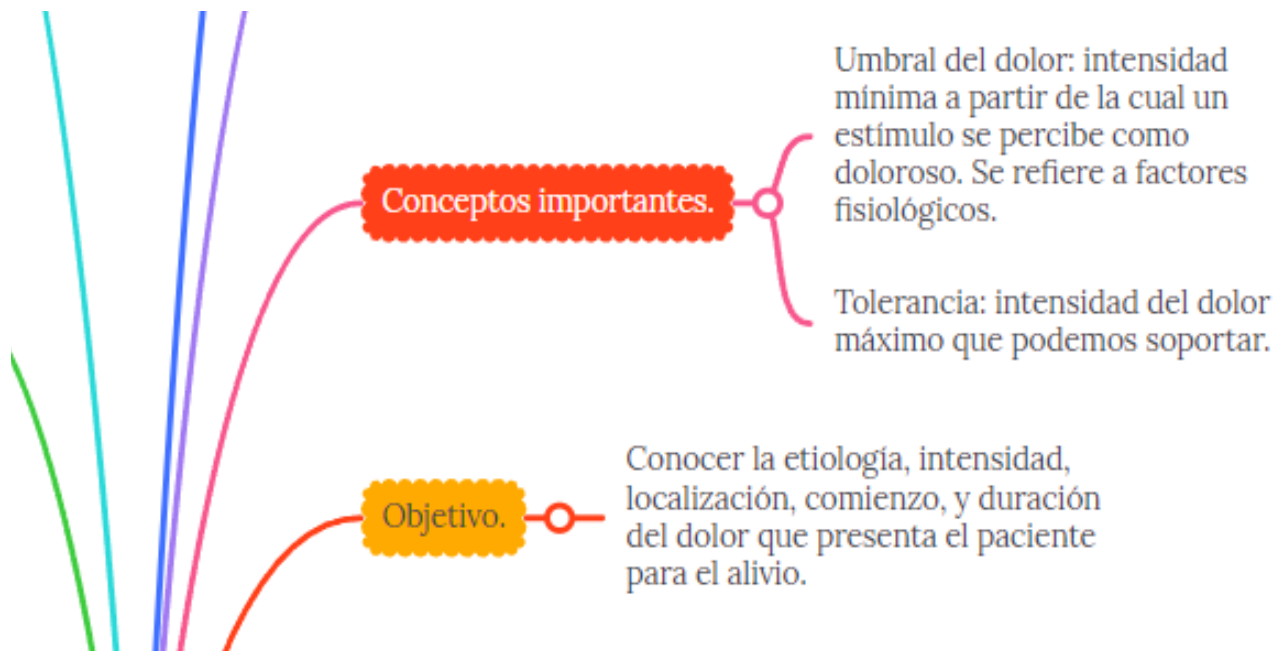 Umbral del dolor: intensidad
mínima a partir de la cual un
estímulo se percibe como
doloroso. Se refiere a factores
fisiológicos.
Conceptos importantes.
Tolerancia: intensidad del dolor
máximo que podemos soportar.
Conocer la etiología, intensidad,
localización, comienzo, y duración
del dolor que presenta el paciente
para el alivio.
Objetivo.